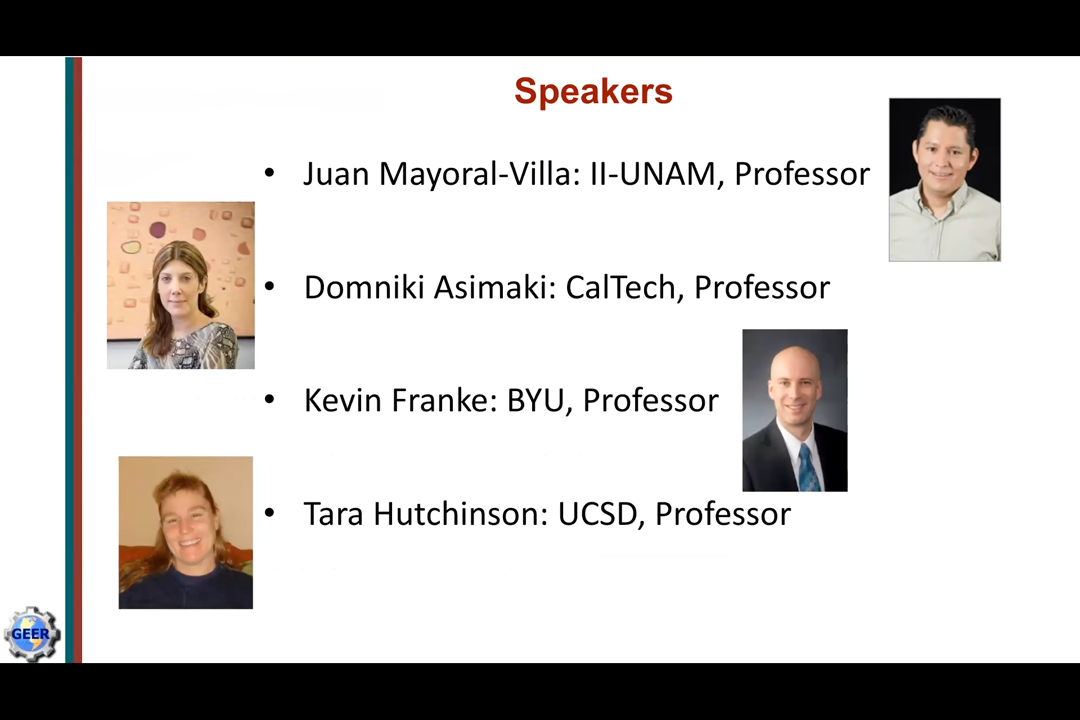 Speakers
• Juan Mayoral-Villa: II-UNAM, Professor
• Domniki Asimaki: CalTech, Professor
• Kevin Franke: BYU, Professor
• Tara Hutchinson: UCSD, Professor
GEER